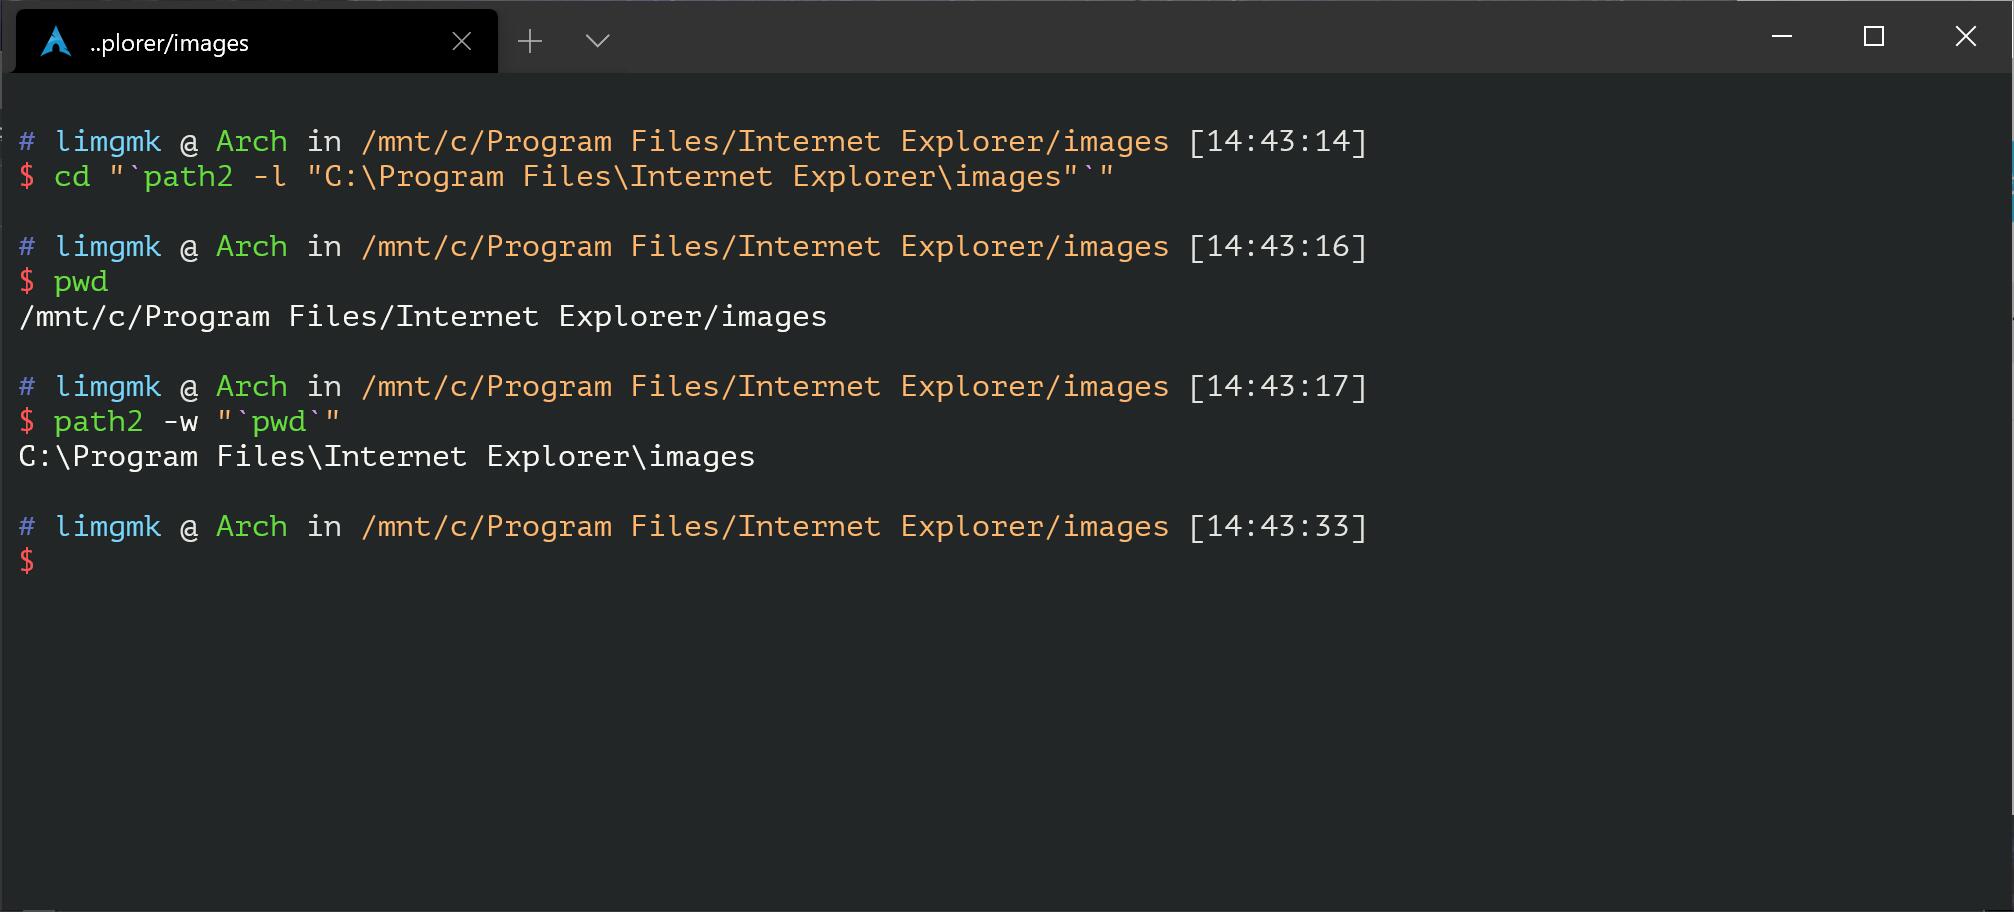 ..plorer/images
# limgmk @ Arch in /mnt/c/Program Files/Internet Explorer/images [14:43:14]
$ cd "`path2 -l "C:\Program Files\Internet Explorer\images"`"
# limgmk @ Arch in /mnt/c/Program Files/Internet Explorer/images [14:43:16]
$ pwd
/mnt/c/Program Files/Internet Explorer/images
# limgmk @ Arch in /mnt/c/Program Files/Internet Explorer/images [14:43:17]
$ path2 -w "`pwd`"
C:\Program Files\Internet Explorer\images
# limgmk @ Arch in /mnt/c/Program Files/Internet Explorer/images [14:43:33]
$